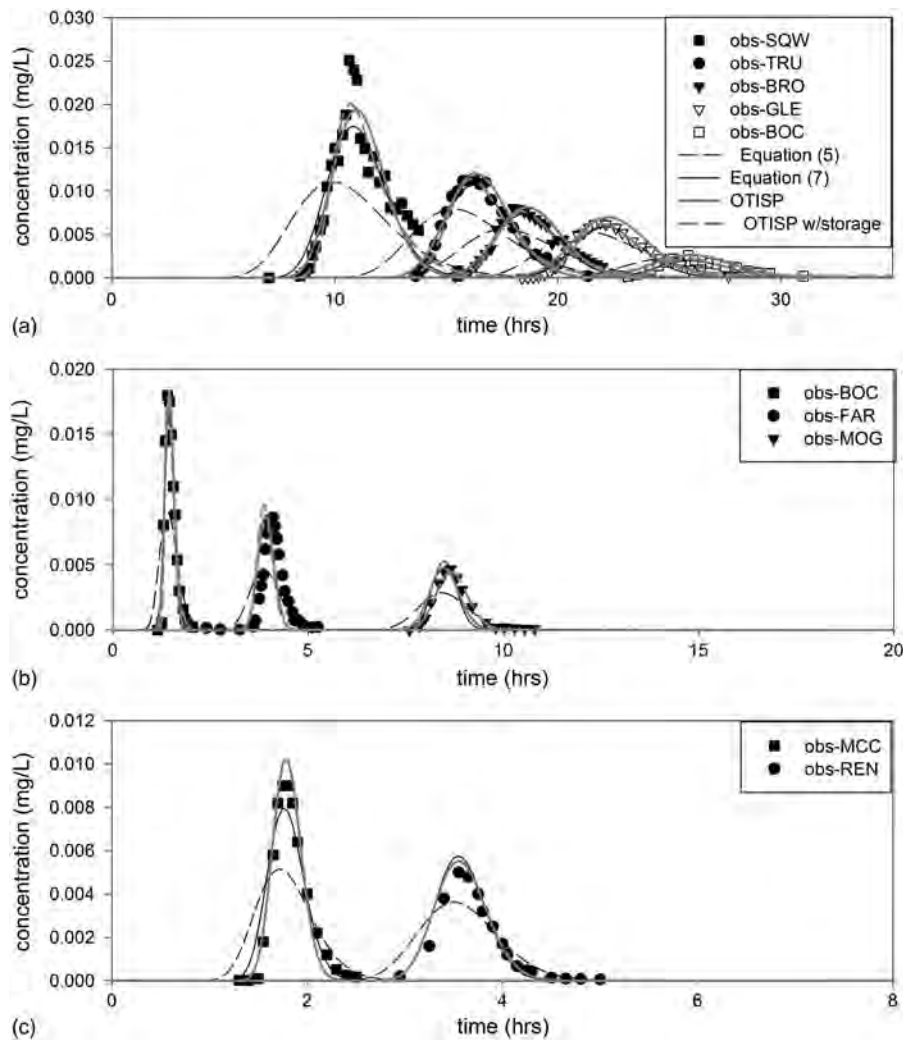 0.030
0.025
0.020
0.015
0.010
0.005
0.000
concentration (mg/L)
obs-SQW
obs-TRU
obs-BRO
obs-GLE
obs-BOC
Equation (5)
Equation (7)
OTISP
OTISP w/storage
0 10 20 30
(a)
time (hrs)
0.020
0.015
0.010
0.005
0.000
concentration (mg/L)
obs-BOC
obs-FAR
obs-MOG
0 5 10 15 20
(b)
time (hrs)
0.012
0.010
0.008
0.006
0.004
0.002
0.000
concentration (mg/L)
obs-MCC
obs-REN
0 2 4 6 8
(c)
time (hrs)